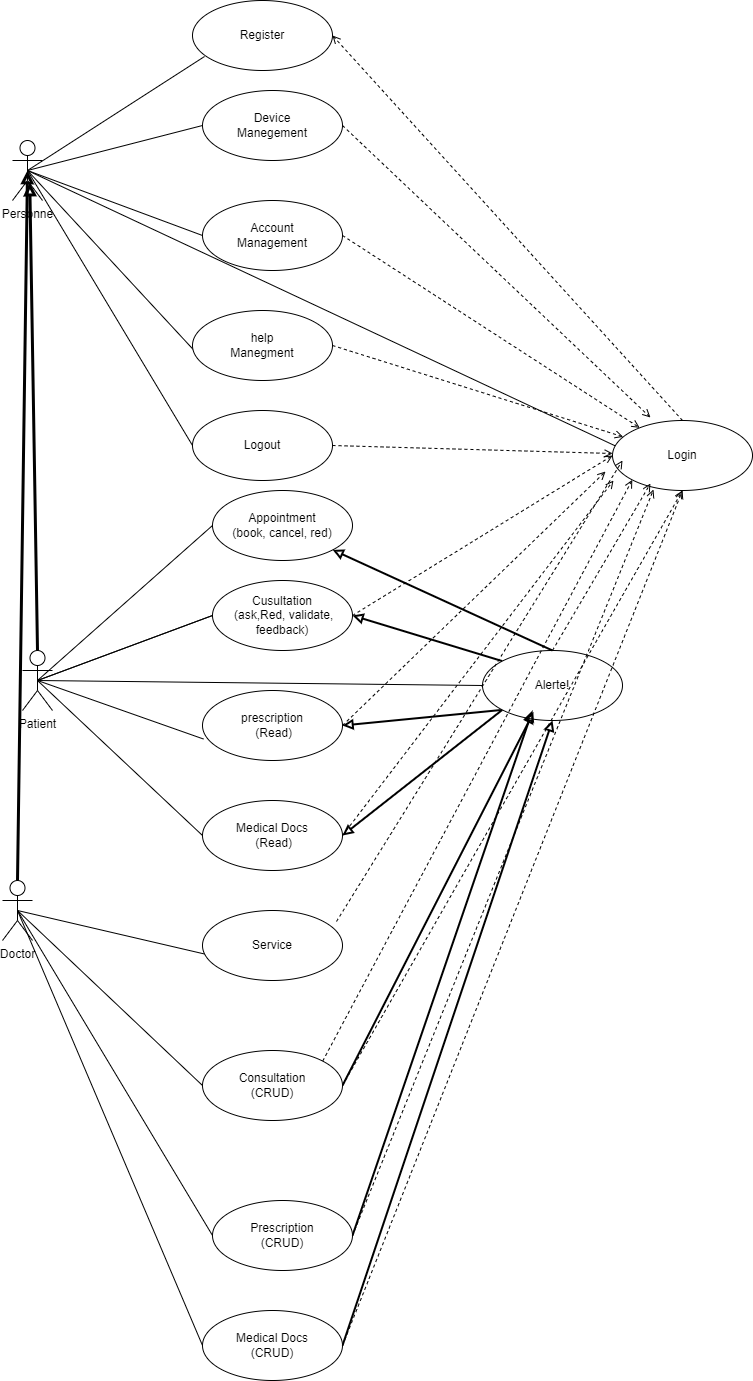 Register
Device
Manegement
Personne
Account
Management
help
Manegment
Logout
Login
Appointment
(book, cancel, red)
Cusultation
(ask,Red, validate,
feedback)
Alerte!
Patient
prescription
(Read)
Medical Docs
(Read)
Service
Doctor
Consultation
(CRUD)
Prescription
(CRUD)
Medical Docs
(CRUD)